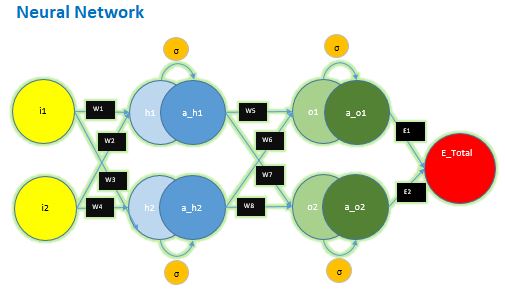 Neural Network
σ σ
i1 W1 h1 a_h1 W5 o1 a_o1 E1
W2 W6 E_Total
W3 W7
i2 W4 h2 a_h2 W8 o2 a_o2 E2
σ σ